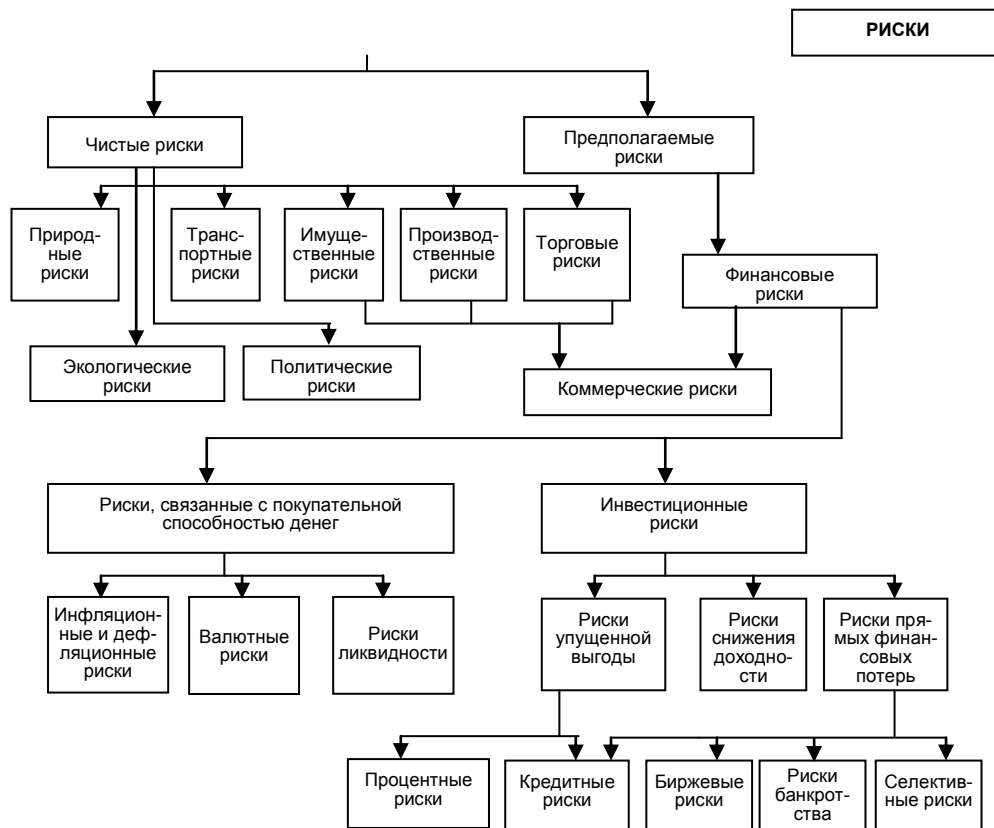 РИСКИ
Чистые риски
Предполагаемые
риски
Природ-
ные
риски
Транс-
портные
риски
Имуще-
ственные
риски
Производ-
ственные
риски
Торговые
риски
Финансовые
риски
Экологические
риски
Политические
риски
Коммерческие риски
Риски, связанные с покупательной
способностью денег
Инвестиционные
риски
Инфляцион-
ные и деф-
ляционные
риски
Валютные
риски
Риски
ликвидности
Риски
упущенной
выгоды
Риски
снижения
доходно-
сти
Риски пря-
мых финан-
совых
потерь
Процентные
риски
Кредитные
риски
Биржевые
риски
Риски
банкрот-
ства
Селектив-
ные риски